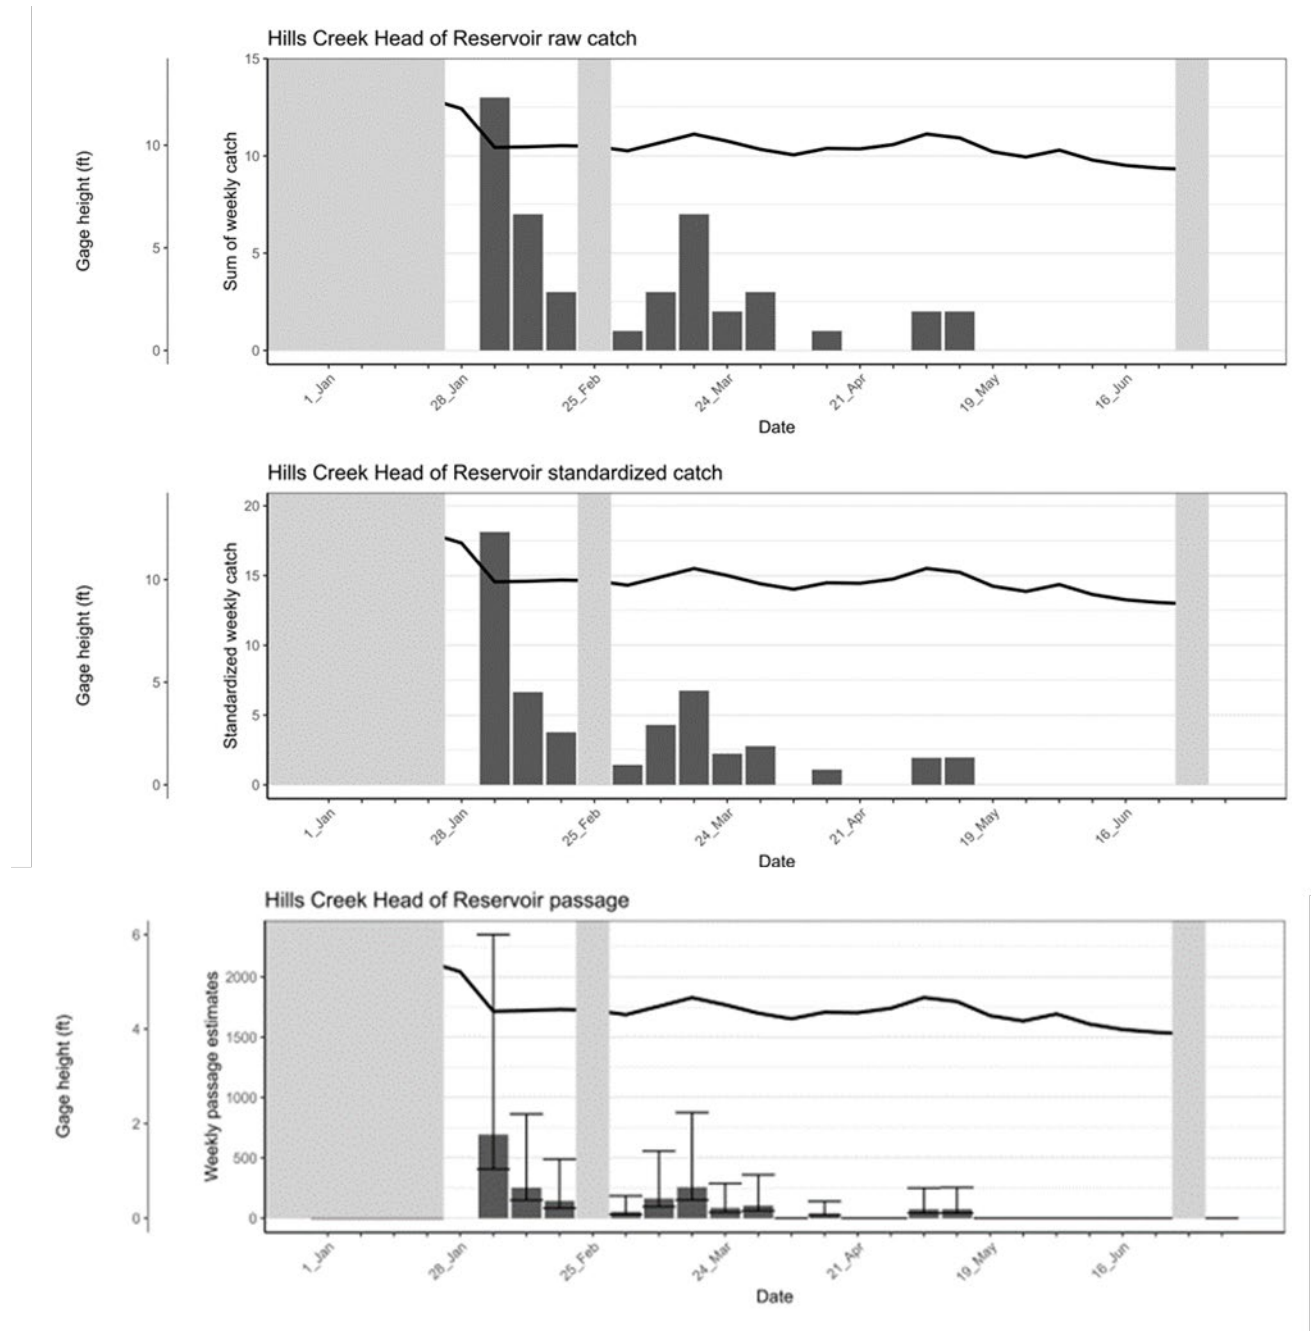 Hills Creek Head of Reservoir raw catch
Gage height (ft)
10
5
0
Sum of weekly catch
15
10
5
0
1_Jan
28_Jan
25_Feb
24_Mar
21_Apr
19_May
16_Jun
Date
Hills Creek Head of Reservoir standardized catch
Gage height (ft)
10
5
0
Standardized weekly catch
20
15
10
5
0
1_Jan
28_Jan
25_Feb
24_Mar
21_Apr
19_May
16_Jun
Date
Hills Creek Head of Reservoir passage
Gage height (ft)
6
4
2
0
Weekly passage estimates
2000
1500
1000
500
0
1_Jan
28_Jan
25_Feb
24_Mar
21_Apr
19_May
16_Jun
Date